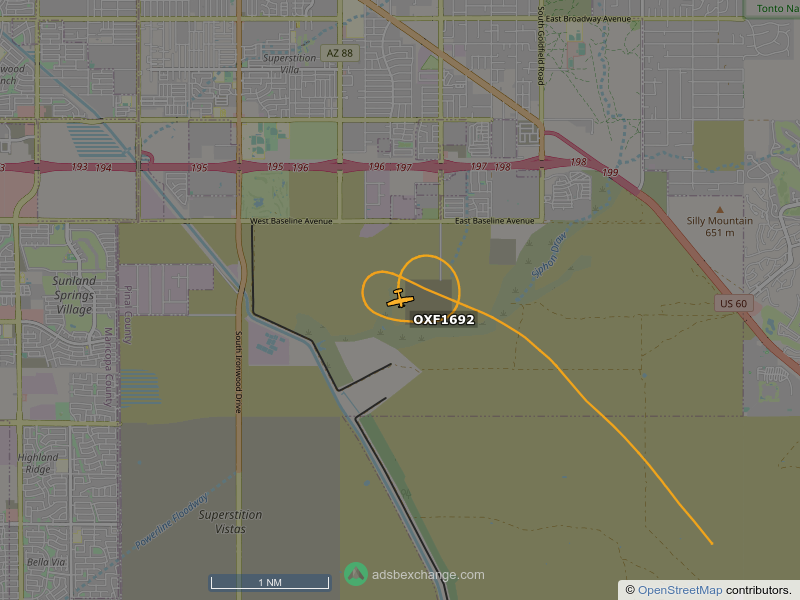 Tonto Na
East Broadway Avenue
South Goldfield Road
AZ 88
Superstition
Villa
wood
nch
3
193
194
195
195
196
196
197
197
198
198
199
West Baseline Avenue
East Baseline Avenue
Silly Mountain
651 m
Siphon Draw
Sunland
Springs
Village
Pinal County
Maricopa County
US 60
OXF1692
South Ironwood Drive
Highland
Ridge
Powerline Floodway
Superstition
Vistas
Bella Via
1 NM
adsbexchange.com
© OpenStreetMap contributors.